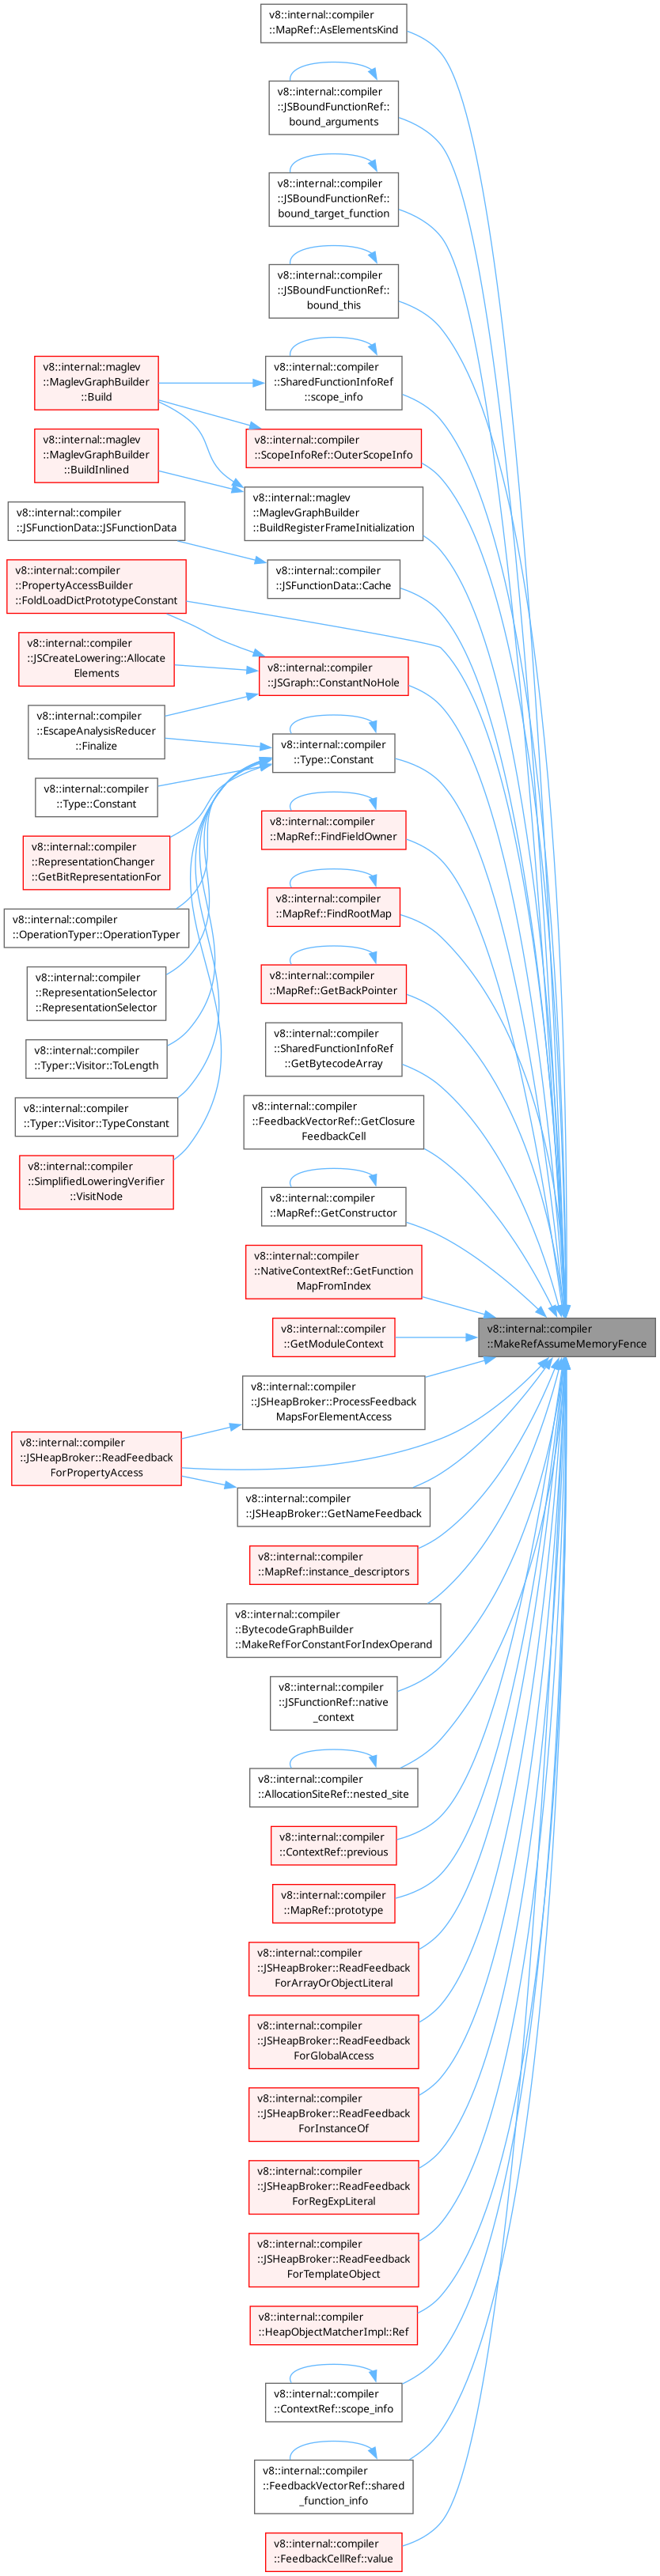 v8::internal::compiler
::MapRef::AsElementsKind
v8::internal::compiler
::JSBoundFunctionRef::
bound_arguments
v8::internal::compiler
::JSBoundFunctionRef::
bound_target_function
v8::internal::compiler
::JSBoundFunctionRef::
bound_this
v8::internal::maglev
::MaglevGraphBuilder
::Build
v8::internal::compiler
::SharedFunctionInfoRef
::scope_info
v8::internal::maglev
::MaglevGraphBuilder
::BuildInlined
v8::internal::compiler
::ScopeInfoRef::OuterScopeInfo
v8::internal::maglev
::MaglevGraphBuilder
::BuildRegisterFrameInitialization
v8::internal::compiler
::JSFunctionData::JSFunctionData
v8::internal::compiler
::JSFunctionData::Cache
v8::internal::compiler
::PropertyAccessBuilder
::FoldLoadDictPrototypeConstant
v8::internal::compiler
::JSCreateLowering::Allocate
Elements
v8::internal::compiler
::JSGraph::ConstantNoHole
v8::internal::compiler
::EscapeAnalysisReducer
::Finalize
v8::internal::compiler
::Type::Constant
v8::internal::compiler
::Type::Constant
v8::internal::compiler
::RepresentationChanger
::GetBitRepresentationFor
v8::internal::compiler
::MapRef::FindFieldOwner
v8::internal::compiler
::OperationTyper::OperationTyper
v8::internal::compiler
::MapRef::FindRootMap
v8::internal::compiler
::RepresentationSelector
::RepresentationSelector
v8::internal::compiler
::MapRef::GetBackPointer
v8::internal::compiler
::Typer::Visitor::ToLength
v8::internal::compiler
::SharedFunctionInfoRef
::GetBytecodeArray
v8::internal::compiler
::Typer::Visitor::TypeConstant
v8::internal::compiler
::FeedbackVectorRef::GetClosure
FeedbackCell
v8::internal::compiler
::SimplifiedLoweringVerifier
::VisitNode
v8::internal::compiler
::MapRef::GetConstructor
v8::internal::compiler
::NativeContextRef::GetFunction
MapFromIndex
v8::internal::compiler
::GetModuleContext
v8::internal::compiler
::MakeRefAssumeMemoryFence
v8::internal::compiler
::JSHeapBroker::ProcessFeedback
MapsForElementAccess
v8::internal::compiler
::JSHeapBroker::ReadFeedback
ForPropertyAccess
v8::internal::compiler
::JSHeapBroker::GetNameFeedback
v8::internal::compiler
::MapRef::instance_descriptors
v8::internal::compiler
::BytecodeGraphBuilder
::MakeRefForConstantForIndexOperand
v8::internal::compiler
::JSFunctionRef::native
_context
v8::internal::compiler
::AllocationSiteRef::nested_site
v8::internal::compiler
::ContextRef::previous
v8::internal::compiler
::MapRef::prototype
v8::internal::compiler
::JSHeapBroker::ReadFeedback
ForArrayOrObjectLiteral
v8::internal::compiler
::JSHeapBroker::ReadFeedback
ForGlobalAccess
v8::internal::compiler
::JSHeapBroker::ReadFeedback
ForInstanceOf
v8::internal::compiler
::JSHeapBroker::ReadFeedback
ForRegExpLiteral
v8::internal::compiler
::JSHeapBroker::ReadFeedback
ForTemplateObject
v8::internal::compiler
::HeapObjectMatcherImpl::Ref
v8::internal::compiler
::ContextRef::scope_info
v8::internal::compiler
::FeedbackVectorRef::shared
_function_info
v8::internal::compiler
::FeedbackCellRef::value